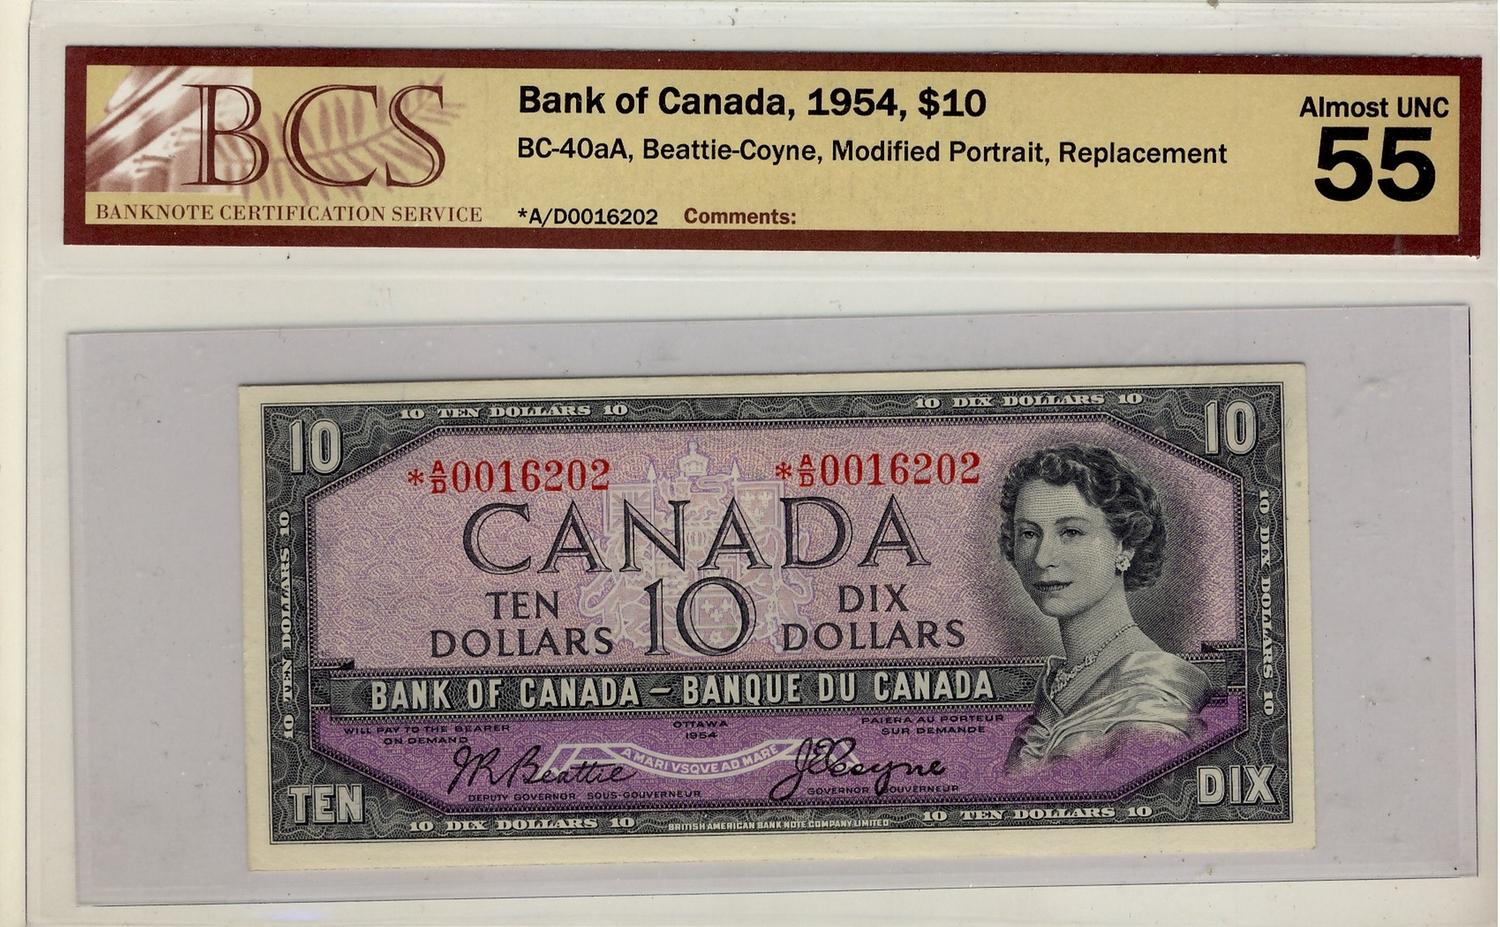 BCS
BANKNOTE CERTIFICATION SERVICE
Bank of Canada, 1954, $10
BC-40aA, Beattie-Coyne, Modified Portrait, Replacement
*A/D0016202 Comments:
Almost UNC
55
10 TEN DOLLARS 10
10 DIX DOLLARS 10
10
10
*A/D0016202
*A/D0016202
CANADA
TEN DOLLARS
10
DIX DOLLARS
10 TEN DOLLARS 10
10 DIX DOLLARS 10
BANK OF CANADA – BANQUE DU CANADA
WILL PAY TO THE BEARER
ON DEMAND
OTTAWA
1954
PAIERA AU PORTEUR
SUR DEMANDE
JRBeattie
A MARI VSQVE AD MARE
JECoyne
DEPUTY GOVERNOR SOUS-GOUVERNEUR
GOVERNOR GOUVERNEUR
TEN
DIX
10 DIX DOLLARS 10
BRITISH AMERICAN BANK NOTE COMPANY LIMITED
10 TEN DOLLARS 10